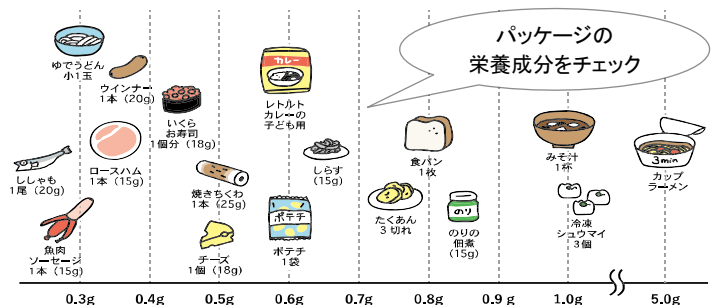 パッケージの
栄養成分をチェック
ゆでうどん
小1玉
ウインナー
1本（20g）
いくら
お寿司
1個分（18g）
カレー
レトルト
カレーの
子ども用
ししゃも
1尾（20g）
ロースハム
1本（15g）
焼きちくわ
1本（25g）
しらす
（15g）
食パン
1枚
みそ汁
1杯
3min
カップ
ラーメン
魚肉
ソーセージ
1本（15g）
チーズ
1個（18g）
ポテチ
ポテチ
1袋
たくあん
3切れ
のり
のりの
佃煮
（15g）
冷凍
シュウマイ
3個
0.3g 0.4g 0.5g 0.6g 0.7g 0.8g 0.9 g 1.0g 5.0g